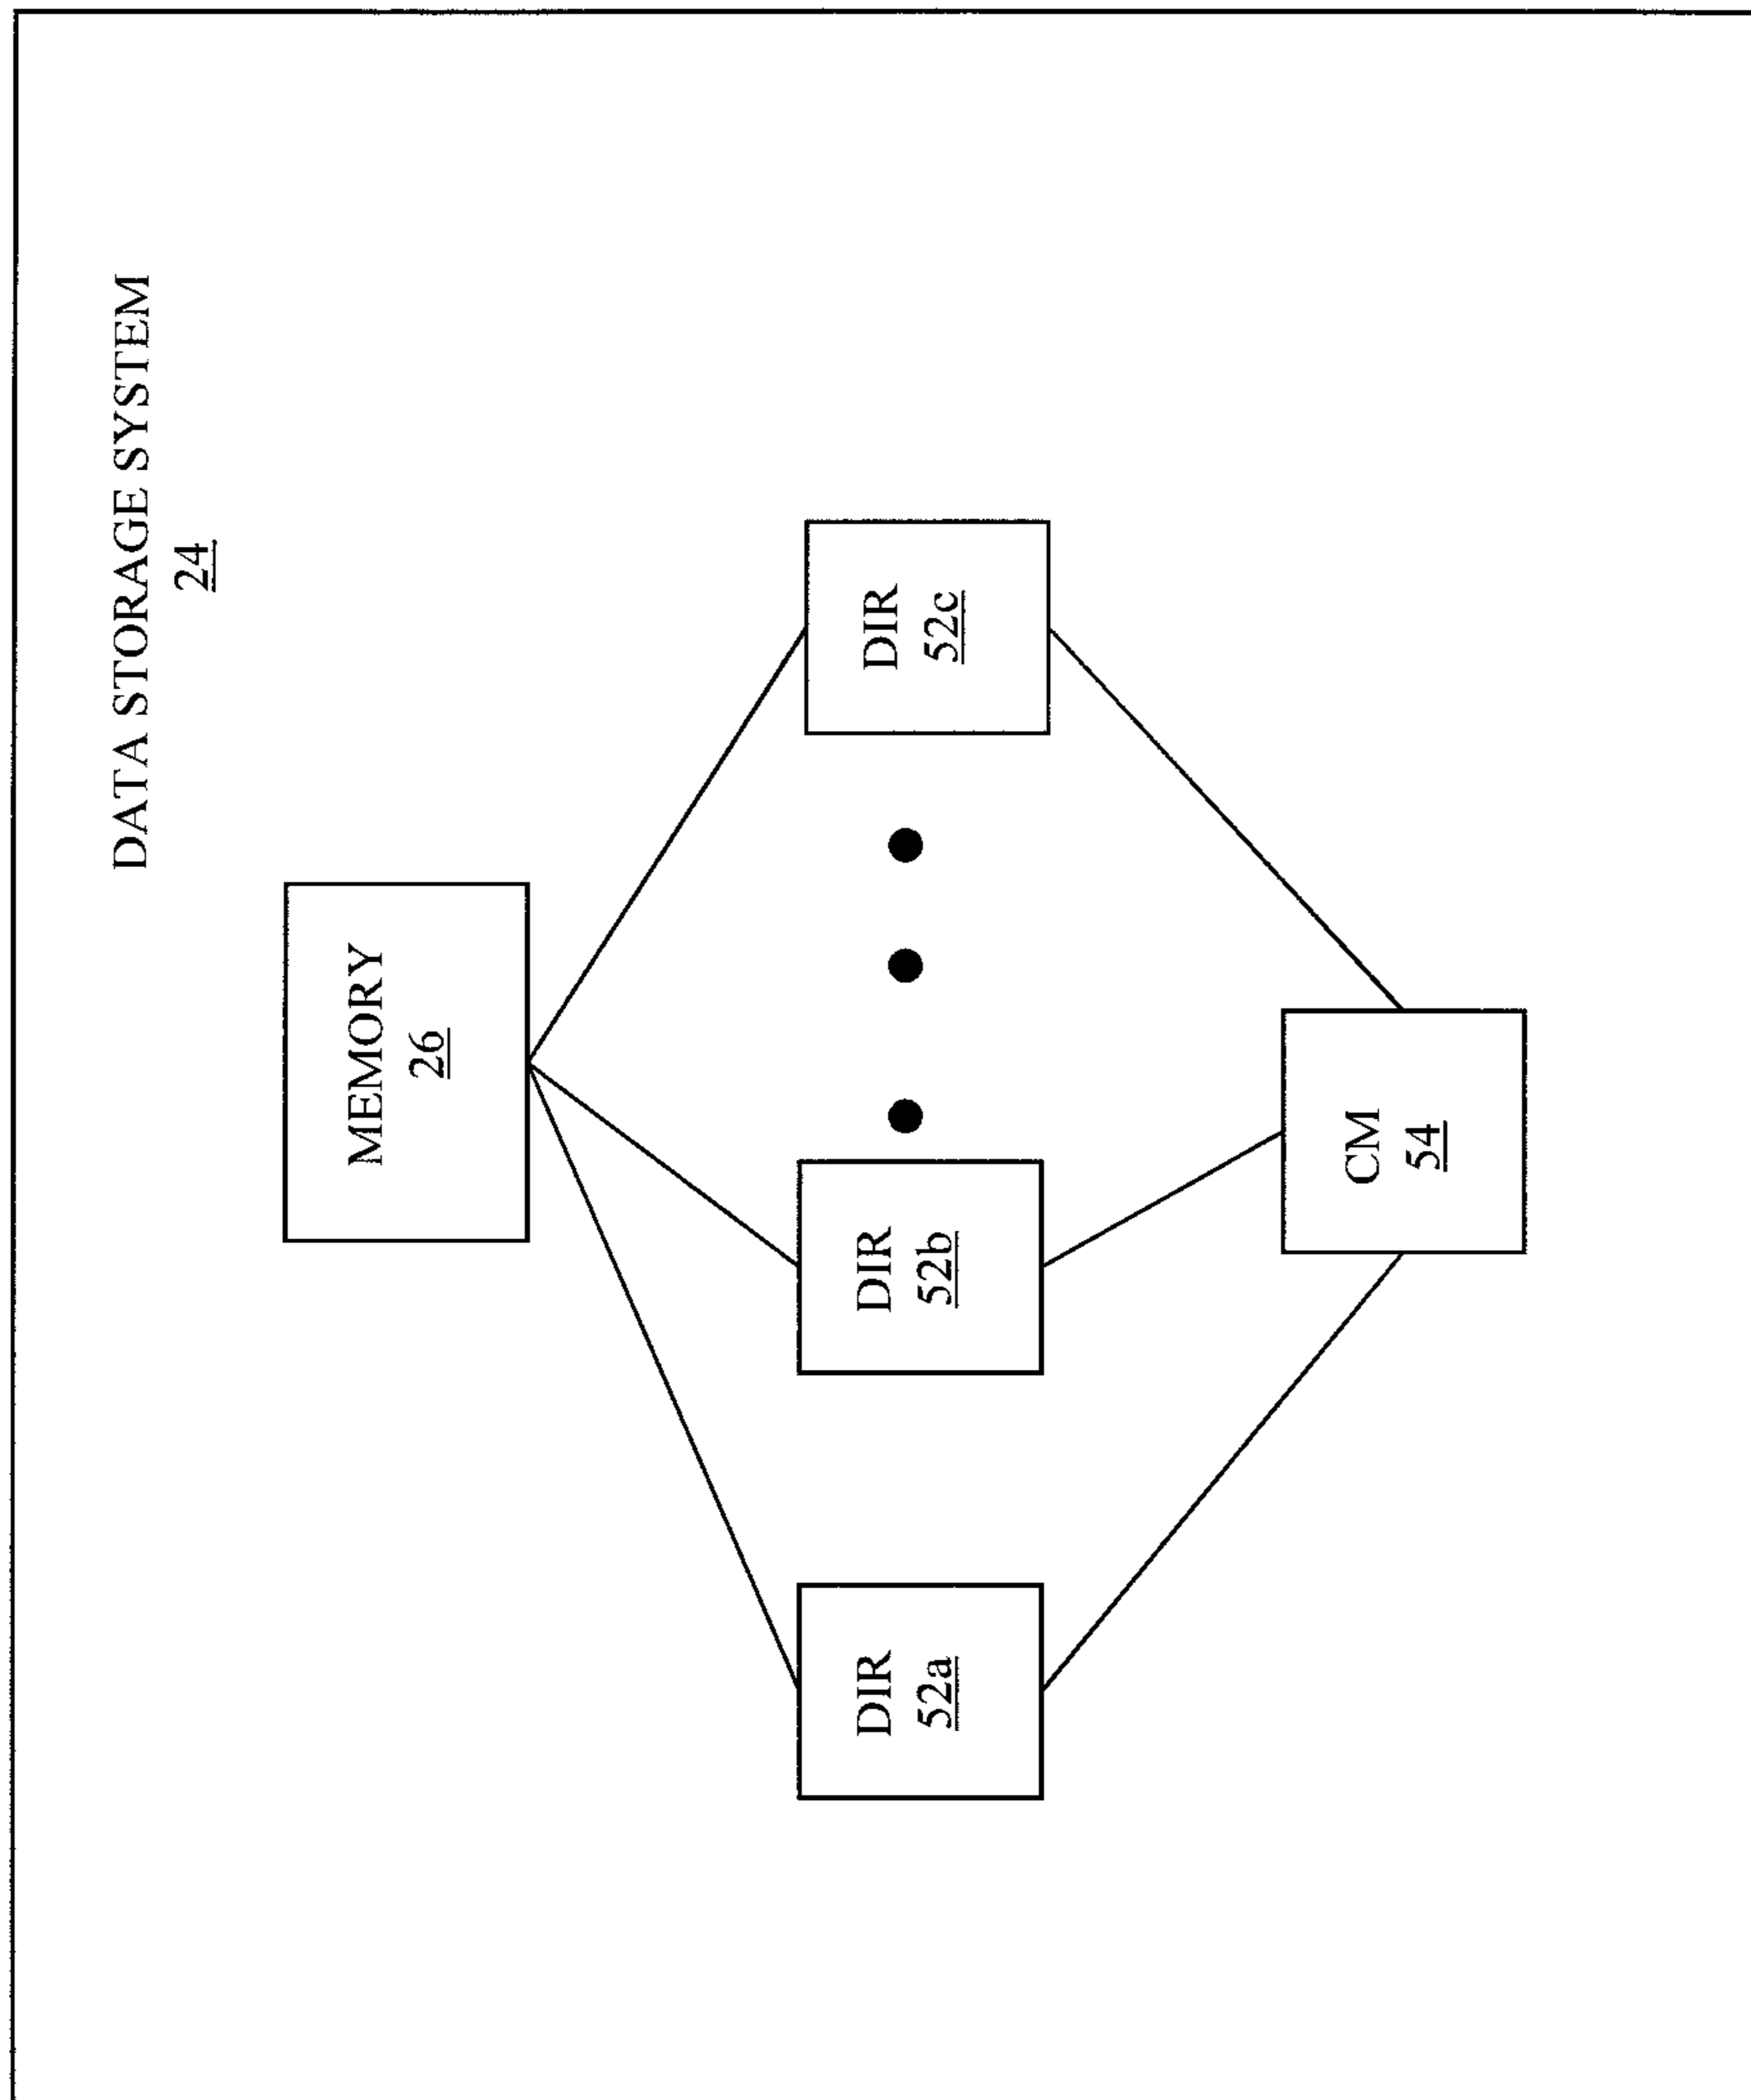 DATA STORAGE SYSTEM
24
MEMORY
26
DIR
52a
DIR
52b
DIR
52c
CM
54